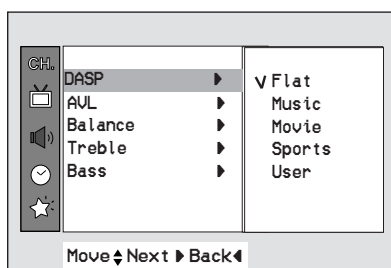 CH.
DASP
AVL
Balance
Treble
Bass
Flat
Music
Movie
Sports
User
Move Next Back